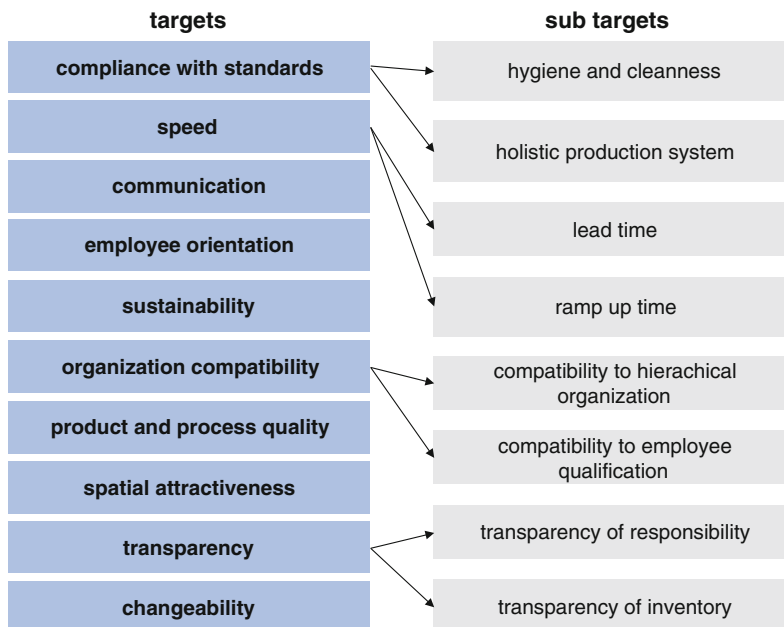 targets
compliance with standards
speed
communication
employee orientation
sustainability
organization compatibility
product and process quality
spatial attractiveness
transparency
changeability
sub targets
hygiene and cleanness
holistic production system
lead time
ramp up time
compatibility to hierachical
organization
compatibility to employee
qualification
transparency of responsibility
transparency of inventory